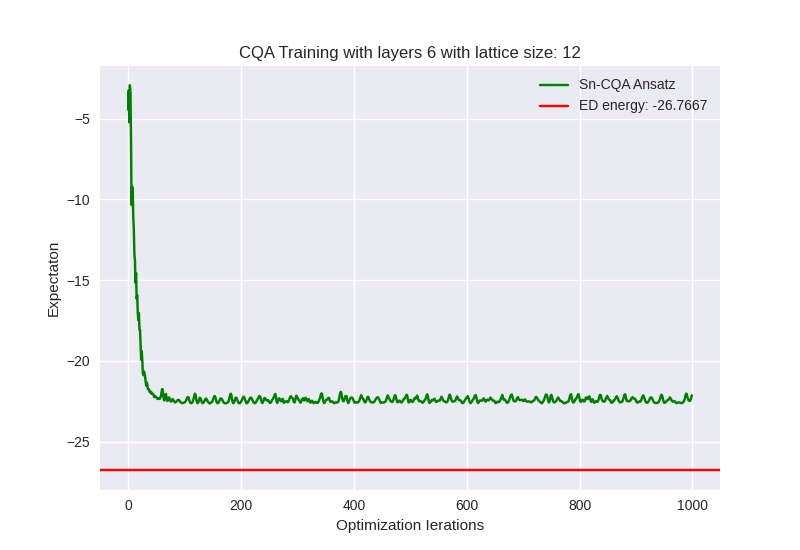 CQA Training with layers 6 with lattice size: 12
Sn-CQA Ansatz
ED energy: -26.7667
Expectaton
−5
−10
−15
−20
−25
0 200 400 600 800 1000
Optimization Ierations